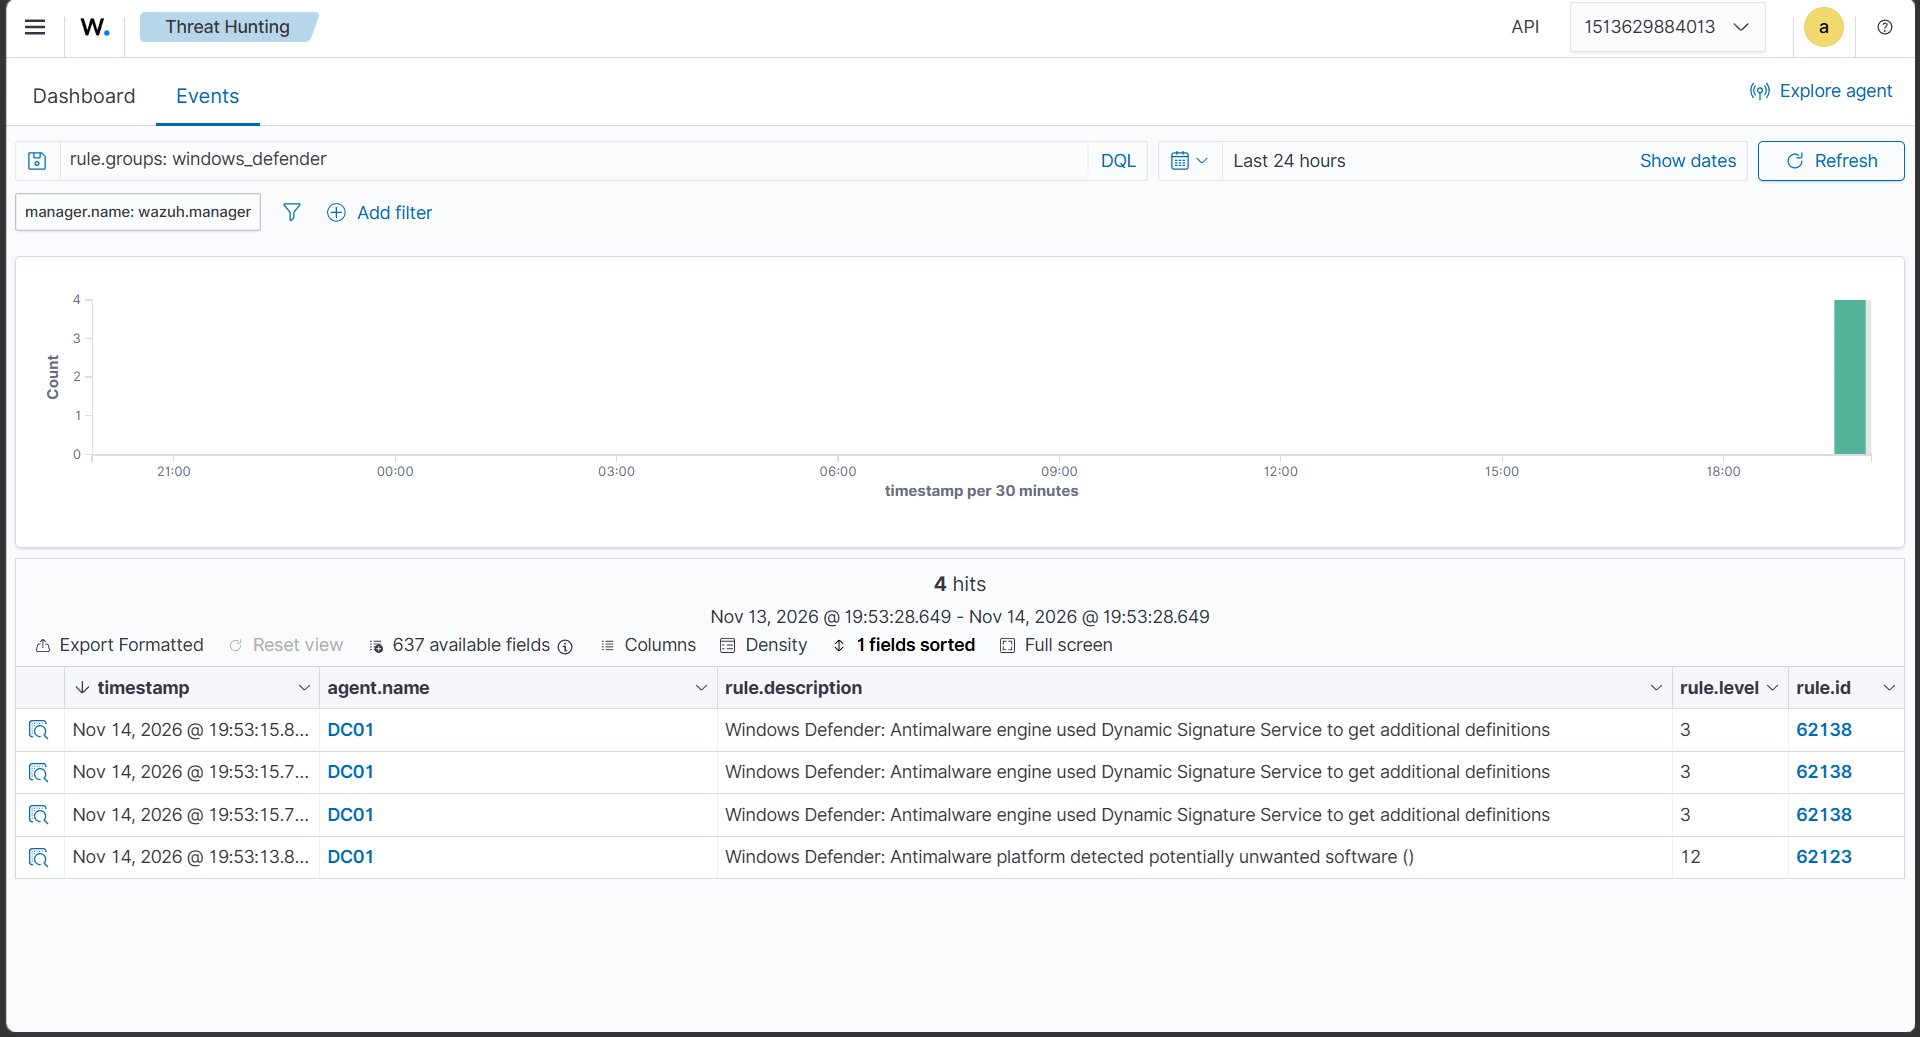 W. Threat Hunting API 1513629884013 a
Dashboard Events Explore agent
rule.groups: windows_defender DQL Last 24 hours Show dates Refresh
manager.name: wazuh.manager Add filter
4
3
2
1
0
Count
21:00 00:00 03:00 06:00 09:00 12:00 15:00 18:00
timestamp per 30 minutes
4 hits
Nov 13, 2026 @ 19:53:28.649 - Nov 14, 2026 @ 19:53:28.649
Export Formatted Reset view 637 available fields Columns Density 1 fields sorted Full screen
timestamp agent.name rule.description rule.level rule.id
Nov 14, 2026 @ 19:53:15.8... DC01 Windows Defender: Antimalware engine used Dynamic Signature Service to get additional definitions 3 62138
Nov 14, 2026 @ 19:53:15.7... DC01 Windows Defender: Antimalware engine used Dynamic Signature Service to get additional definitions 3 62138
Nov 14, 2026 @ 19:53:15.7... DC01 Windows Defender: Antimalware engine used Dynamic Signature Service to get additional definitions 3 62138
Nov 14, 2026 @ 19:53:13.8... DC01 Windows Defender: Antimalware platform detected potentially unwanted software () 12 62123